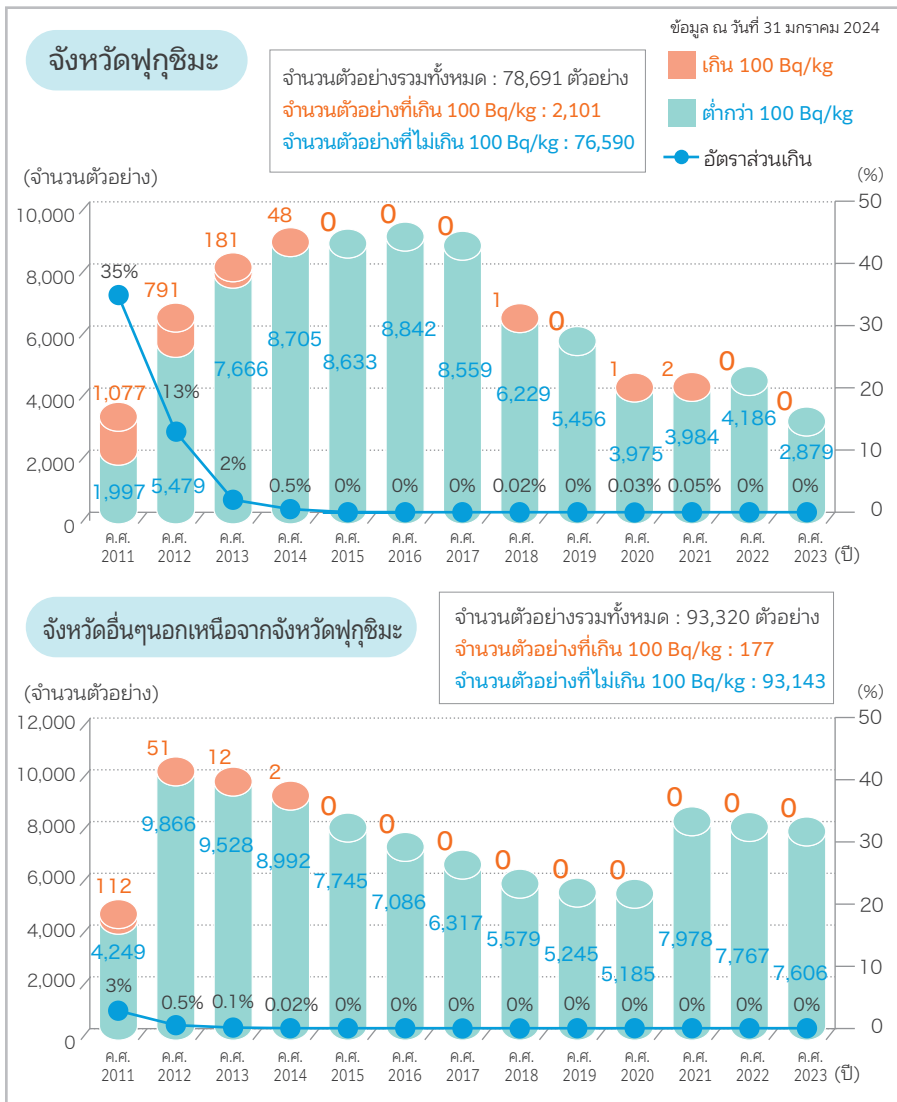 ข้อมูล ณ วันที่ 31 มกราคม 2024
จังหวัดฟุกุชิมะ
จำนวนตัวอย่างรวมทั้งหมด : 78,691 ตัวอย่าง
จำนวนตัวอย่างที่เกิน 100 Bq/kg : 2,101
จำนวนตัวอย่างที่ไม่เกิน 100 Bq/kg : 76,590
เกิน 100 Bq/kg
ต่ำกว่า 100 Bq/kg
อัตราส่วนเกิน
(จำนวนตัวอย่าง)
(%)
10,000
8,000
6,000
4,000
2,000
0
50
40
30
20
10
0
1,077 791 181 48 0 0 0 1 0 1 2 0 0
1,997 5,479 7,666 8,705 8,633 8,842 8,559 6,229 5,456 3,975 3,984 4,186 2,879
35% 13% 2% 0.5% 0% 0% 0% 0.02% 0% 0.03% 0.05% 0% 0%
ค.ศ. ค.ศ. ค.ศ. ค.ศ. ค.ศ. ค.ศ. ค.ศ. ค.ศ. ค.ศ. ค.ศ. ค.ศ. ค.ศ. ค.ศ.
2011 2012 2013 2014 2015 2016 2017 2018 2019 2020 2021 2022 2023 (ปี)
จังหวัดอื่นๆนอกเหนือจากจังหวัดฟุกุชิมะ
จำนวนตัวอย่างรวมทั้งหมด : 93,320 ตัวอย่าง
จำนวนตัวอย่างที่เกิน 100 Bq/kg : 177
จำนวนตัวอย่างที่ไม่เกิน 100 Bq/kg : 93,143
(จำนวนตัวอย่าง)
(%)
12,000
10,000
8,000
6,000
4,000
2,000
0
50
40
30
20
10
0
112 51 12 2 0 0 0 0 0 0 0 0 0
4,249 9,866 9,528 8,992 7,745 7,086 6,317 5,579 5,245 5,185 7,978 7,767 7,606
3% 0.5% 0.1% 0.02% 0% 0% 0% 0% 0% 0% 0% 0% 0%
ค.ศ. ค.ศ. ค.ศ. ค.ศ. ค.ศ. ค.ศ. ค.ศ. ค.ศ. ค.ศ. ค.ศ. ค.ศ. ค.ศ. ค.ศ.
2011 2012 2013 2014 2015 2016 2017 2018 2019 2020 2021 2022 2023 (ปี)